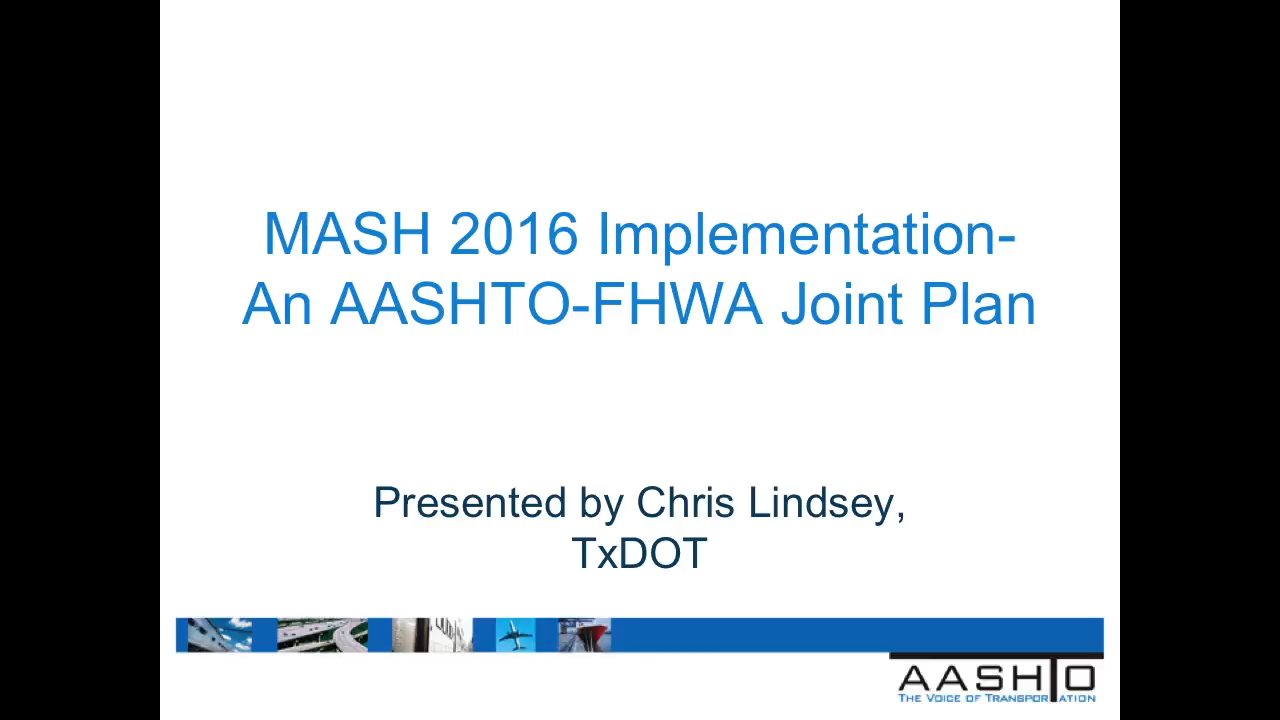 MASH 2016 Implementation-
An AASHTO-FHWA Joint Plan
Presented by Chris Lindsey,
TxDOT
AASHTO
THE VOICE OF TRANSPORTATION